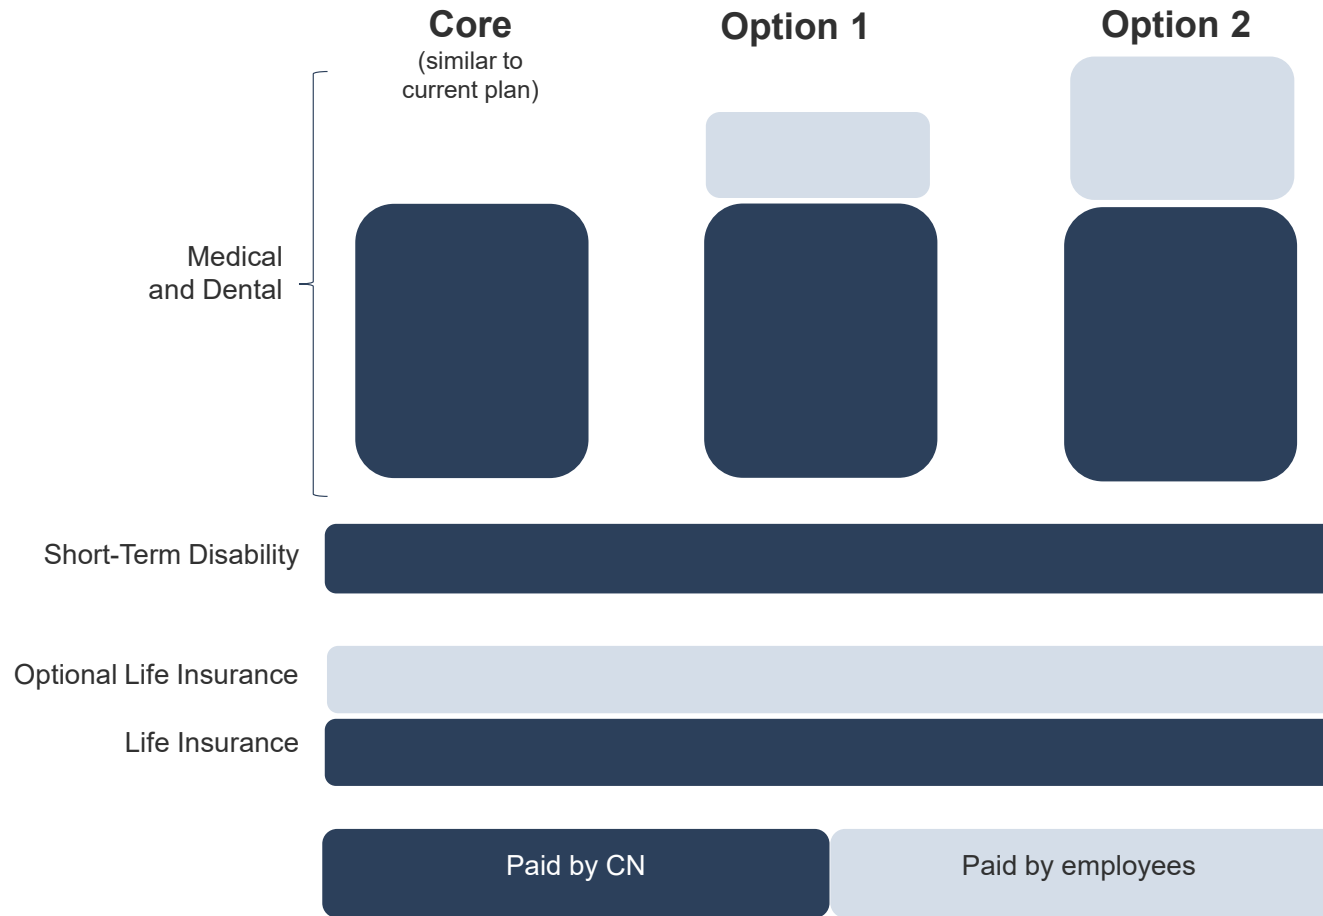 Core
(similar to
current plan)
Option 1
Option 2
Medical
and Dental
Short-Term Disability
Optional Life Insurance
Life Insurance
Paid by CN
Paid by employees